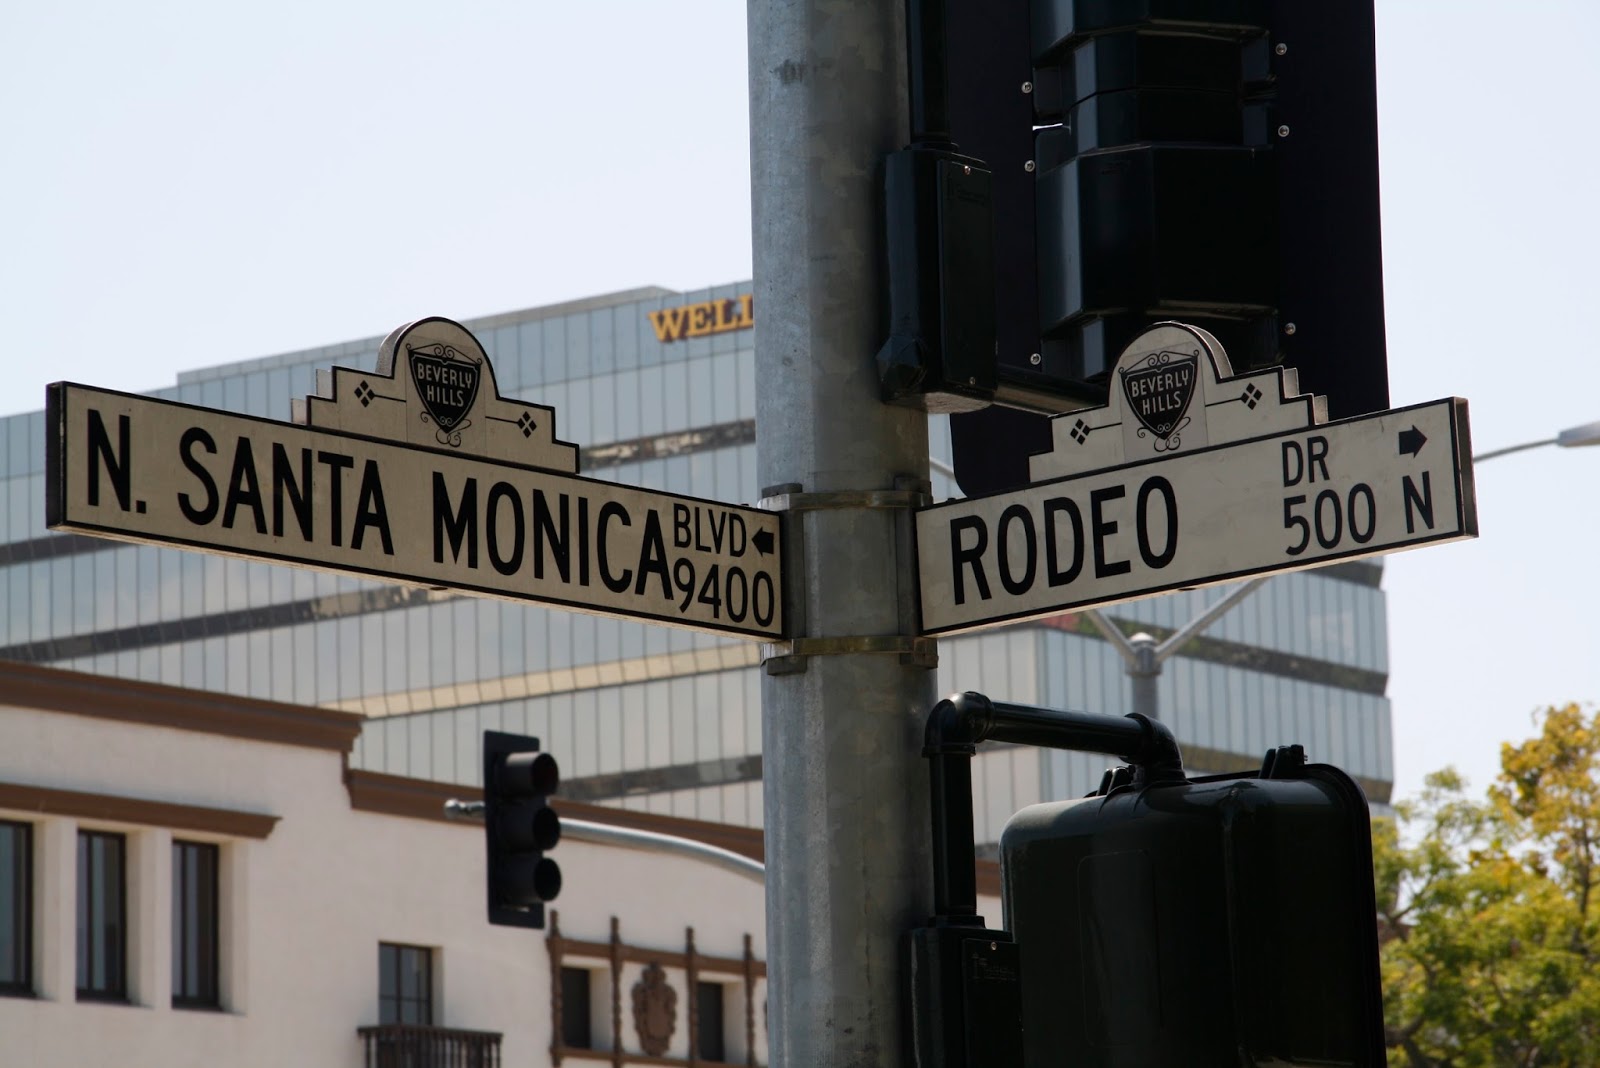 WELL
BEVERLY
HILLS
N. SANTA MONICA BLVD
9400
BEVERLY
HILLS
RODEO DR
500 N